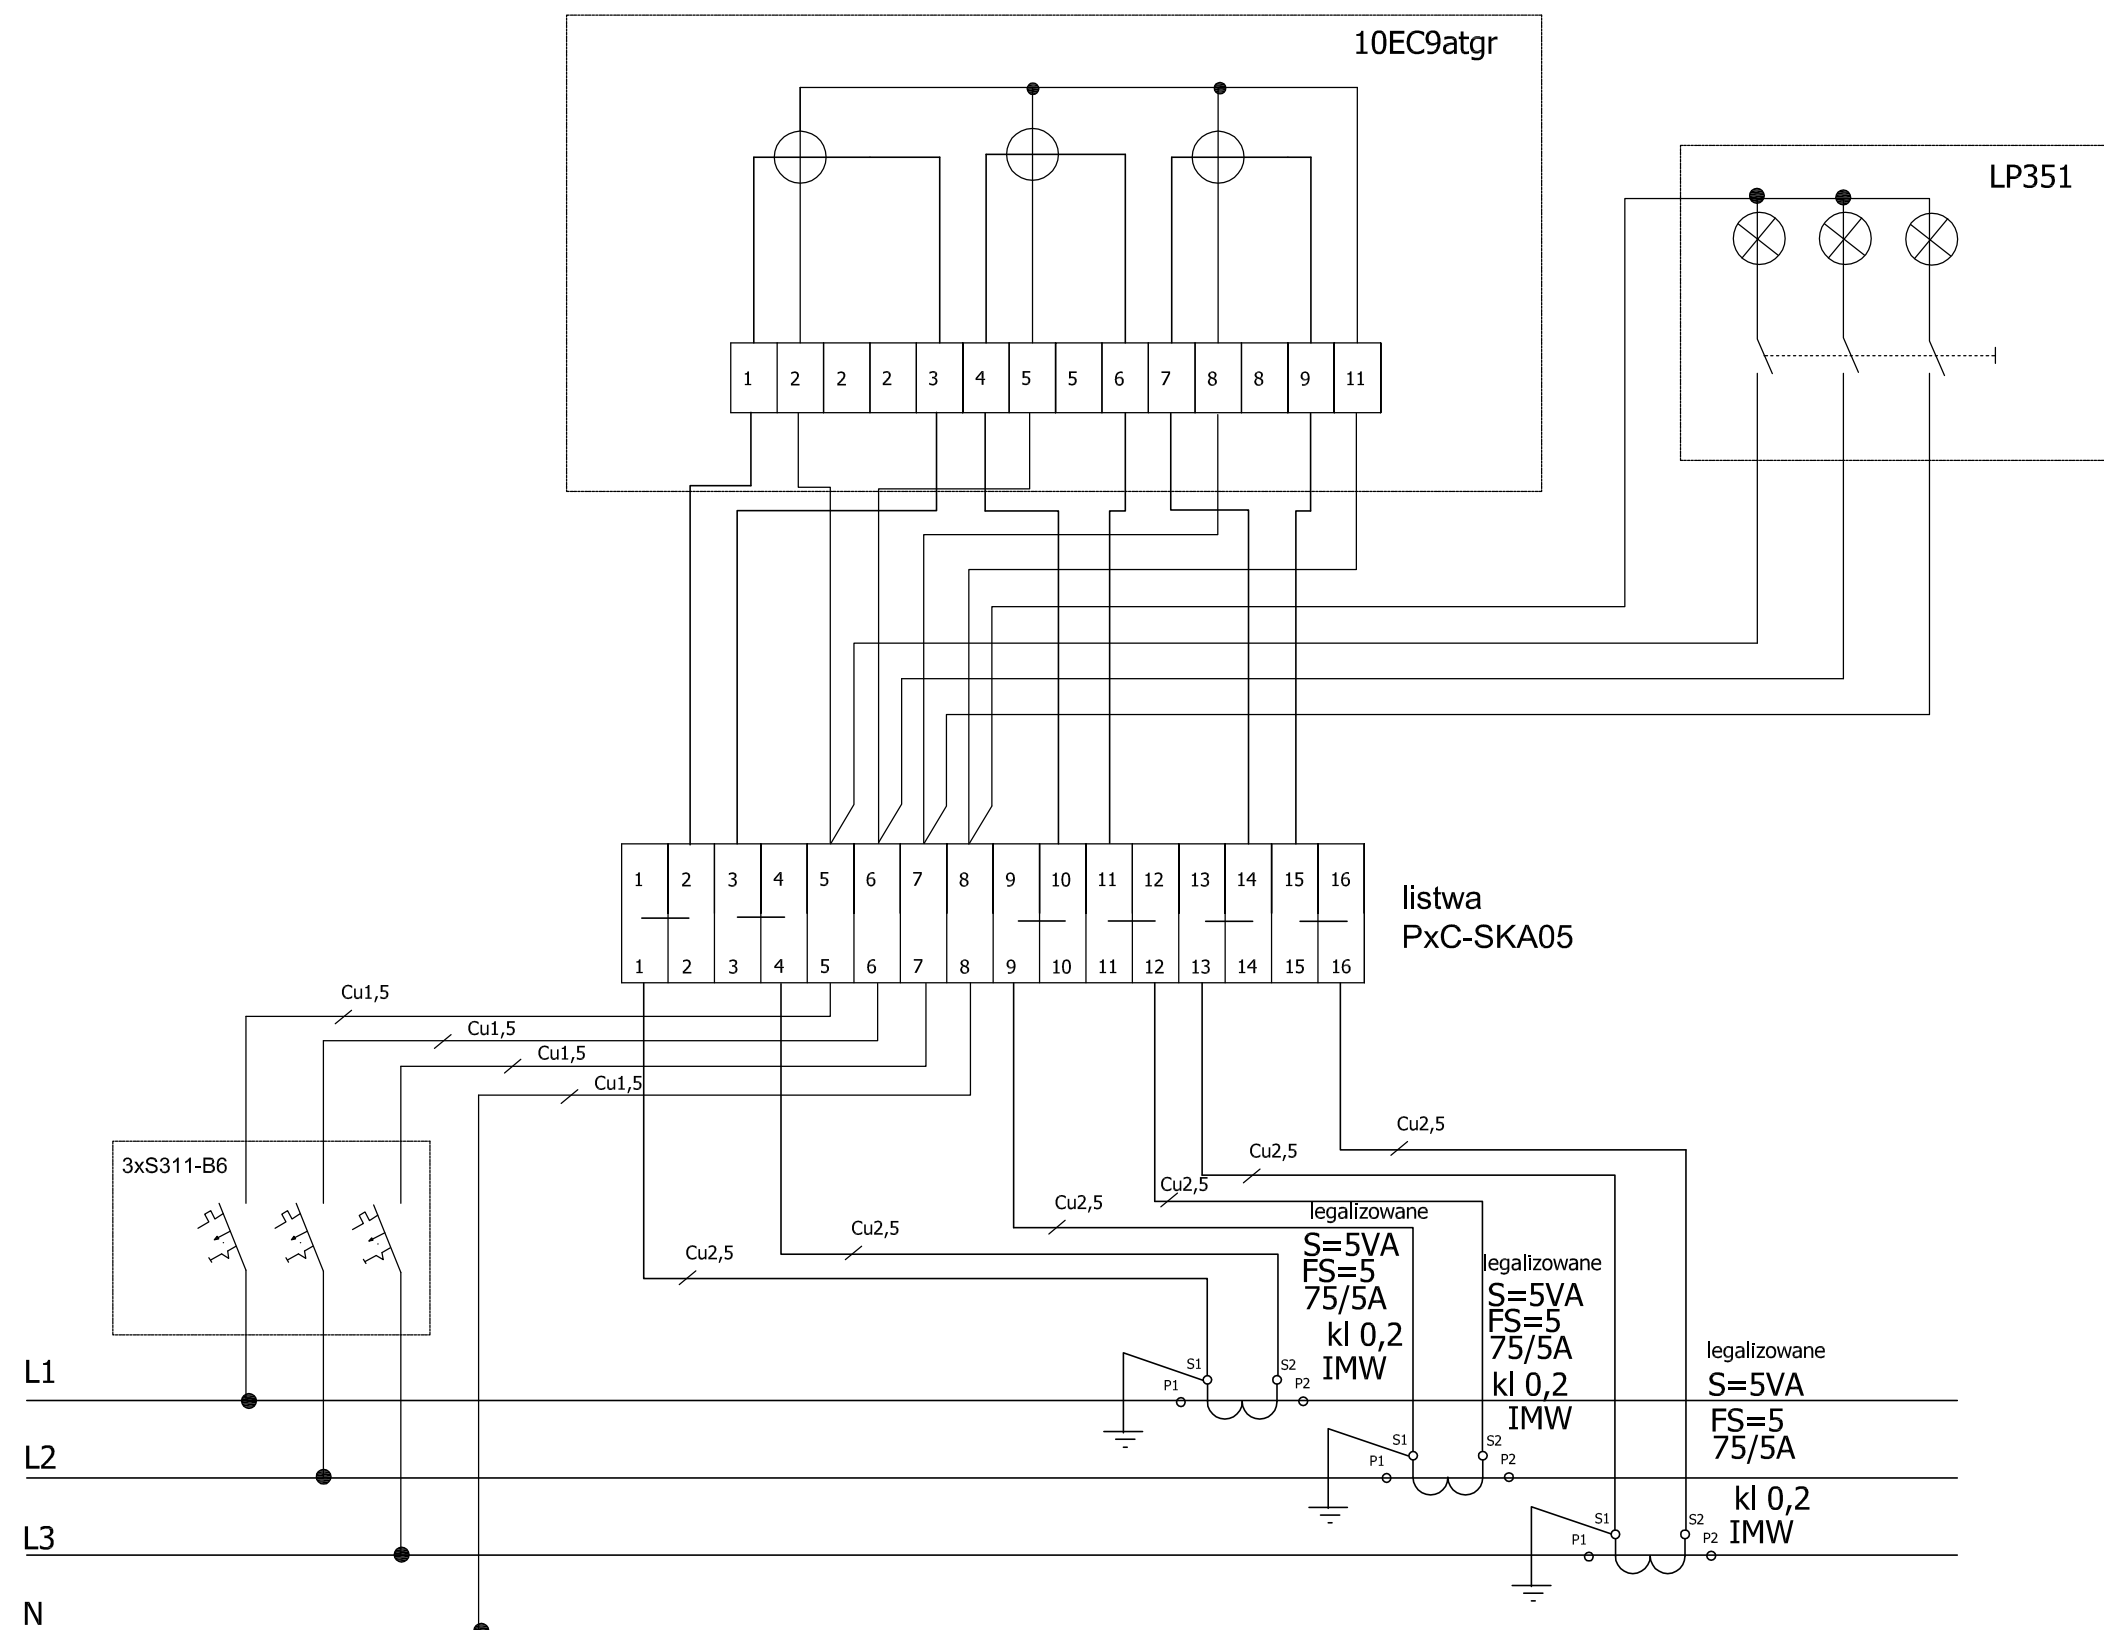 10EC9atgr
LP351
1 2 2 2 3 4 5 5 6 7 8 8 9 11
1 2 3 4 5 6 7 8 9 10 11 12 13 14 15 16
listwa
PxC-SKA05
1 2 3 4 5 6 7 8 9 10 11 12 13 14 15 16
Cu1,5
Cu1,5
Cu1,5
Cu1,5
3xS311-B6
Cu2,5
Cu2,5
Cu2,5
Cu2,5
Cu2,5
Cu2,5
legalizowane
S=5VA
FS=5
75/5A
kl 0,2
IMW
legalizowane
S=5VA
FS=5
75/5A
kl 0,2
IMW
legalizowane
S=5VA
FS=5
75/5A
kl 0,2
IMW
L1
P1 S1 S2 P2
L2
P1 S1 S2 P2
L3
P1 S1 S2 P2
N